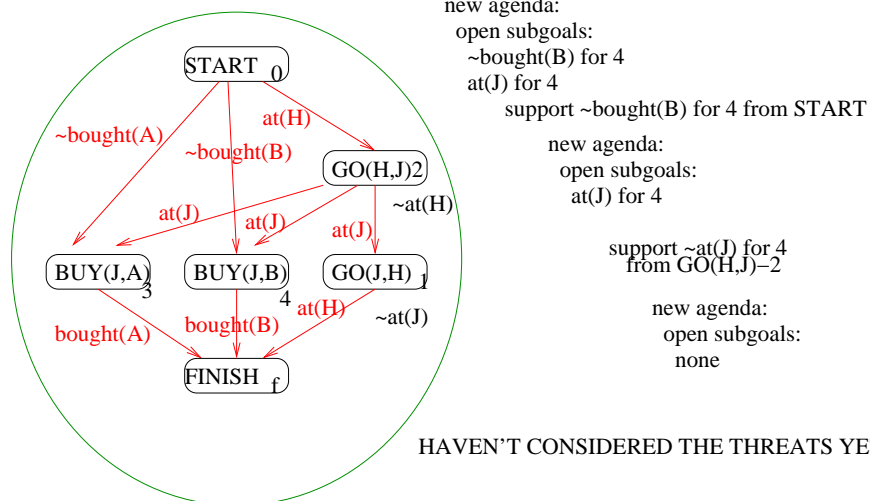 new agenda:
open subgoals:
~bought(B) for 4
at(J) for 4
support ~bought(B) for 4 from START
new agenda:
open subgoals:
at(J) for 4
support ~at(J) for 4
from GO(H,J)−2
new agenda:
open subgoals:
none
START 0
~bought(A)
at(H)
~bought(B)
GO(H,J)2
~at(H)
at(J)
at(J)
at(J)
BUY(J,A) 3
BUY(J,B) 4
GO(J,H) 1
~at(J)
bought(A)
bought(B)
at(H)
FINISH f
HAVEN'T CONSIDERED THE THREATS YE